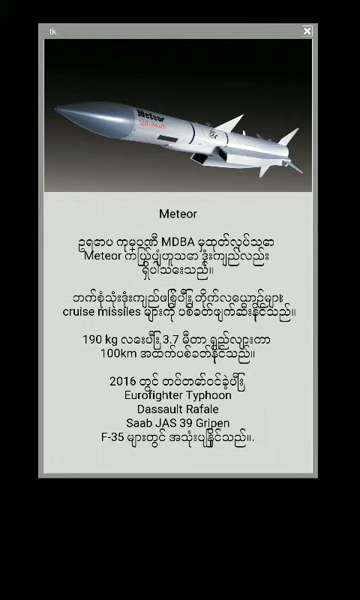 tk
Meteor
Meteor
ဥရောပ ကုမ္ပဏီ MDBA မှထုတ်လုပ်သော
Meteor ကယ်ပျံတူသော ဒုံးကျည်လည်း
ရှိပါသေးသည်။
ဘက်စုံသုံးဒုံးကျည်ဖစ်ပြီး တိုက်လေယာဉ်များ
cruise missiles များကို ပစ်ခတ်ဖျက်ဆီးနိုင်သည်။
190 kg လေးပြီး 3.7 မီတာ ရှည်လျားကာ
100km အထက်ပစ်ခတ်နိုင်သည်။
2016 တွင် တပ်တော်ဝင်ခဲ့ပြီး
Eurofighter Typhoon
Dassault Rafale
Saab JAS 39 Gripen
F-35 များတွင် အသုံးပြုနိုင်သည်။.